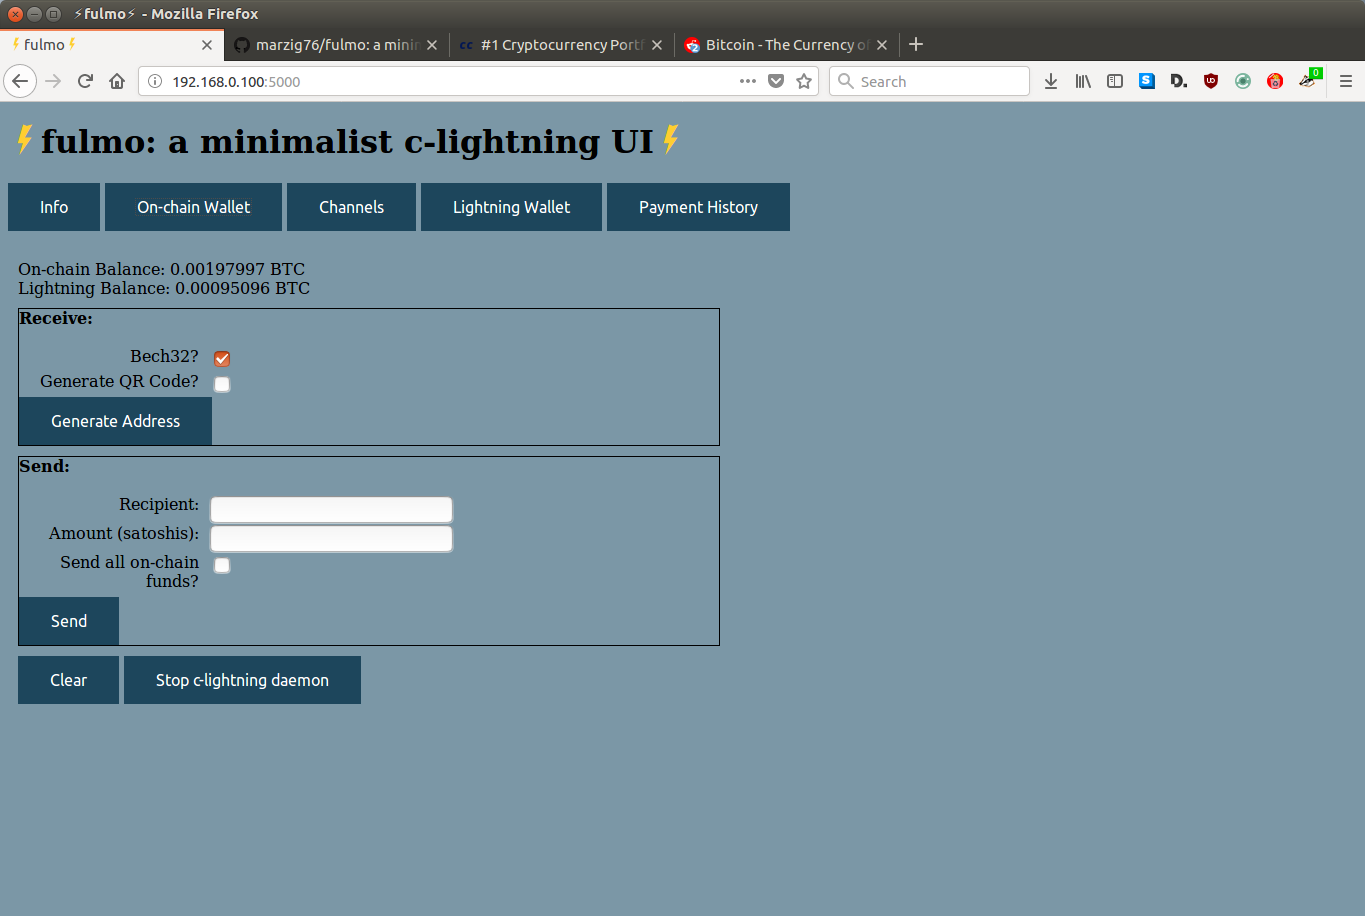 ⚡fulmo⚡ - Mozilla Firefox
⚡fulmo⚡
marzig76/fulmo: a mini
cc #1 Cryptocurrency Portf
Bitcoin - The Currency of
192.168.0.100:5000
Search
S
D.
0
⚡fulmo: a minimalist c-lightning UI⚡
Info
On-chain Wallet
Channels
Lightning Wallet
Payment History
On-chain Balance: 0.00197997 BTC
Lightning Balance: 0.00095096 BTC
Receive:
Bech32?
Generate QR Code?
Generate Address
Send:
Recipient:
Amount (satoshis):
Send all on-chain
funds?
Send
Clear
Stop c-lightning daemon